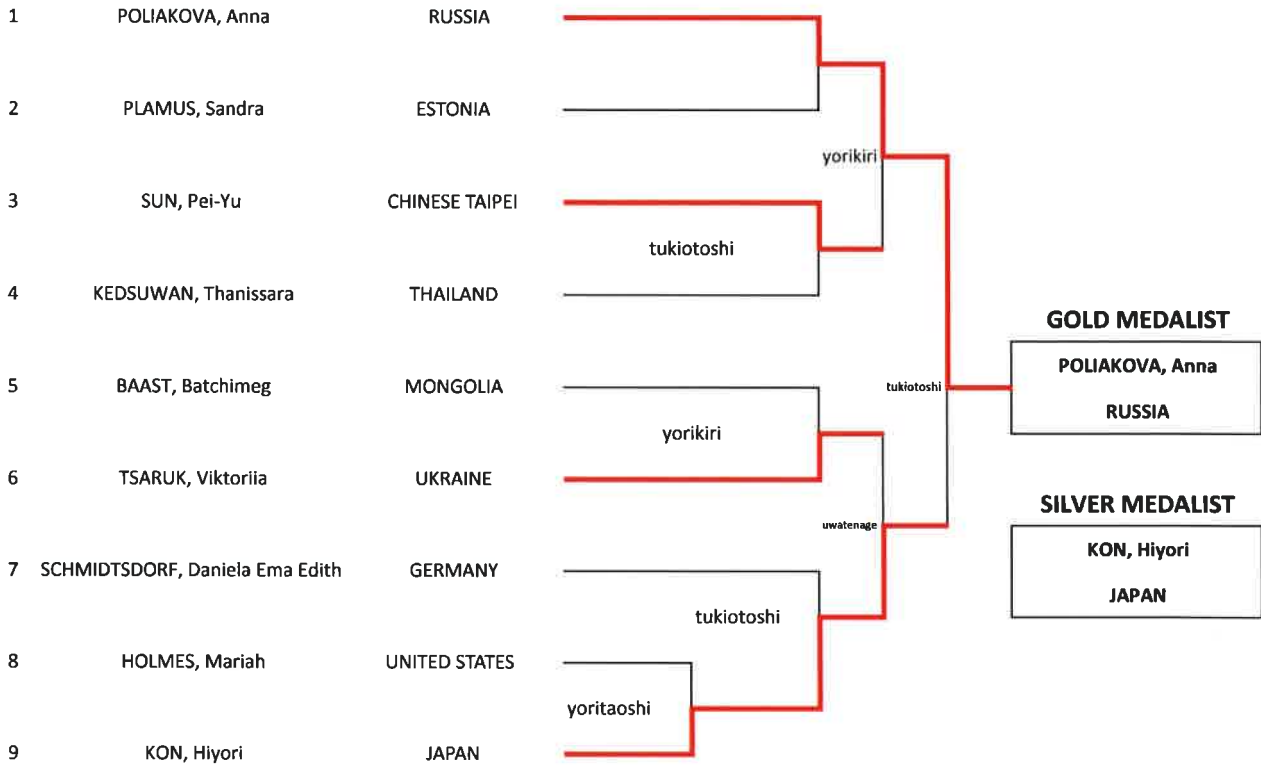 1 POLIAKOVA, Anna RUSSIA
2 PLAMUS, Sandra ESTONIA
yorikiri
3 SUN, Pei-Yu CHINESE TAIPEI
tukiotoshi
4 KEDSUWAN, Thanissara THAILAND
GOLD MEDALIST
POLIAKOVA, Anna
RUSSIA
5 BAAST, Batchimeg MONGOLIA
tukiotoshi
yorikiri
6 TSARUK, Viktoriia UKRAINE
SILVER MEDALIST
uwatenage
KON, Hiyori
JAPAN
7 SCHMIDTSDORF, Daniela Ema Edith GERMANY
tukiotoshi
8 HOLMES, Mariah UNITED STATES
yoritaoshi
9 KON, Hiyori JAPAN